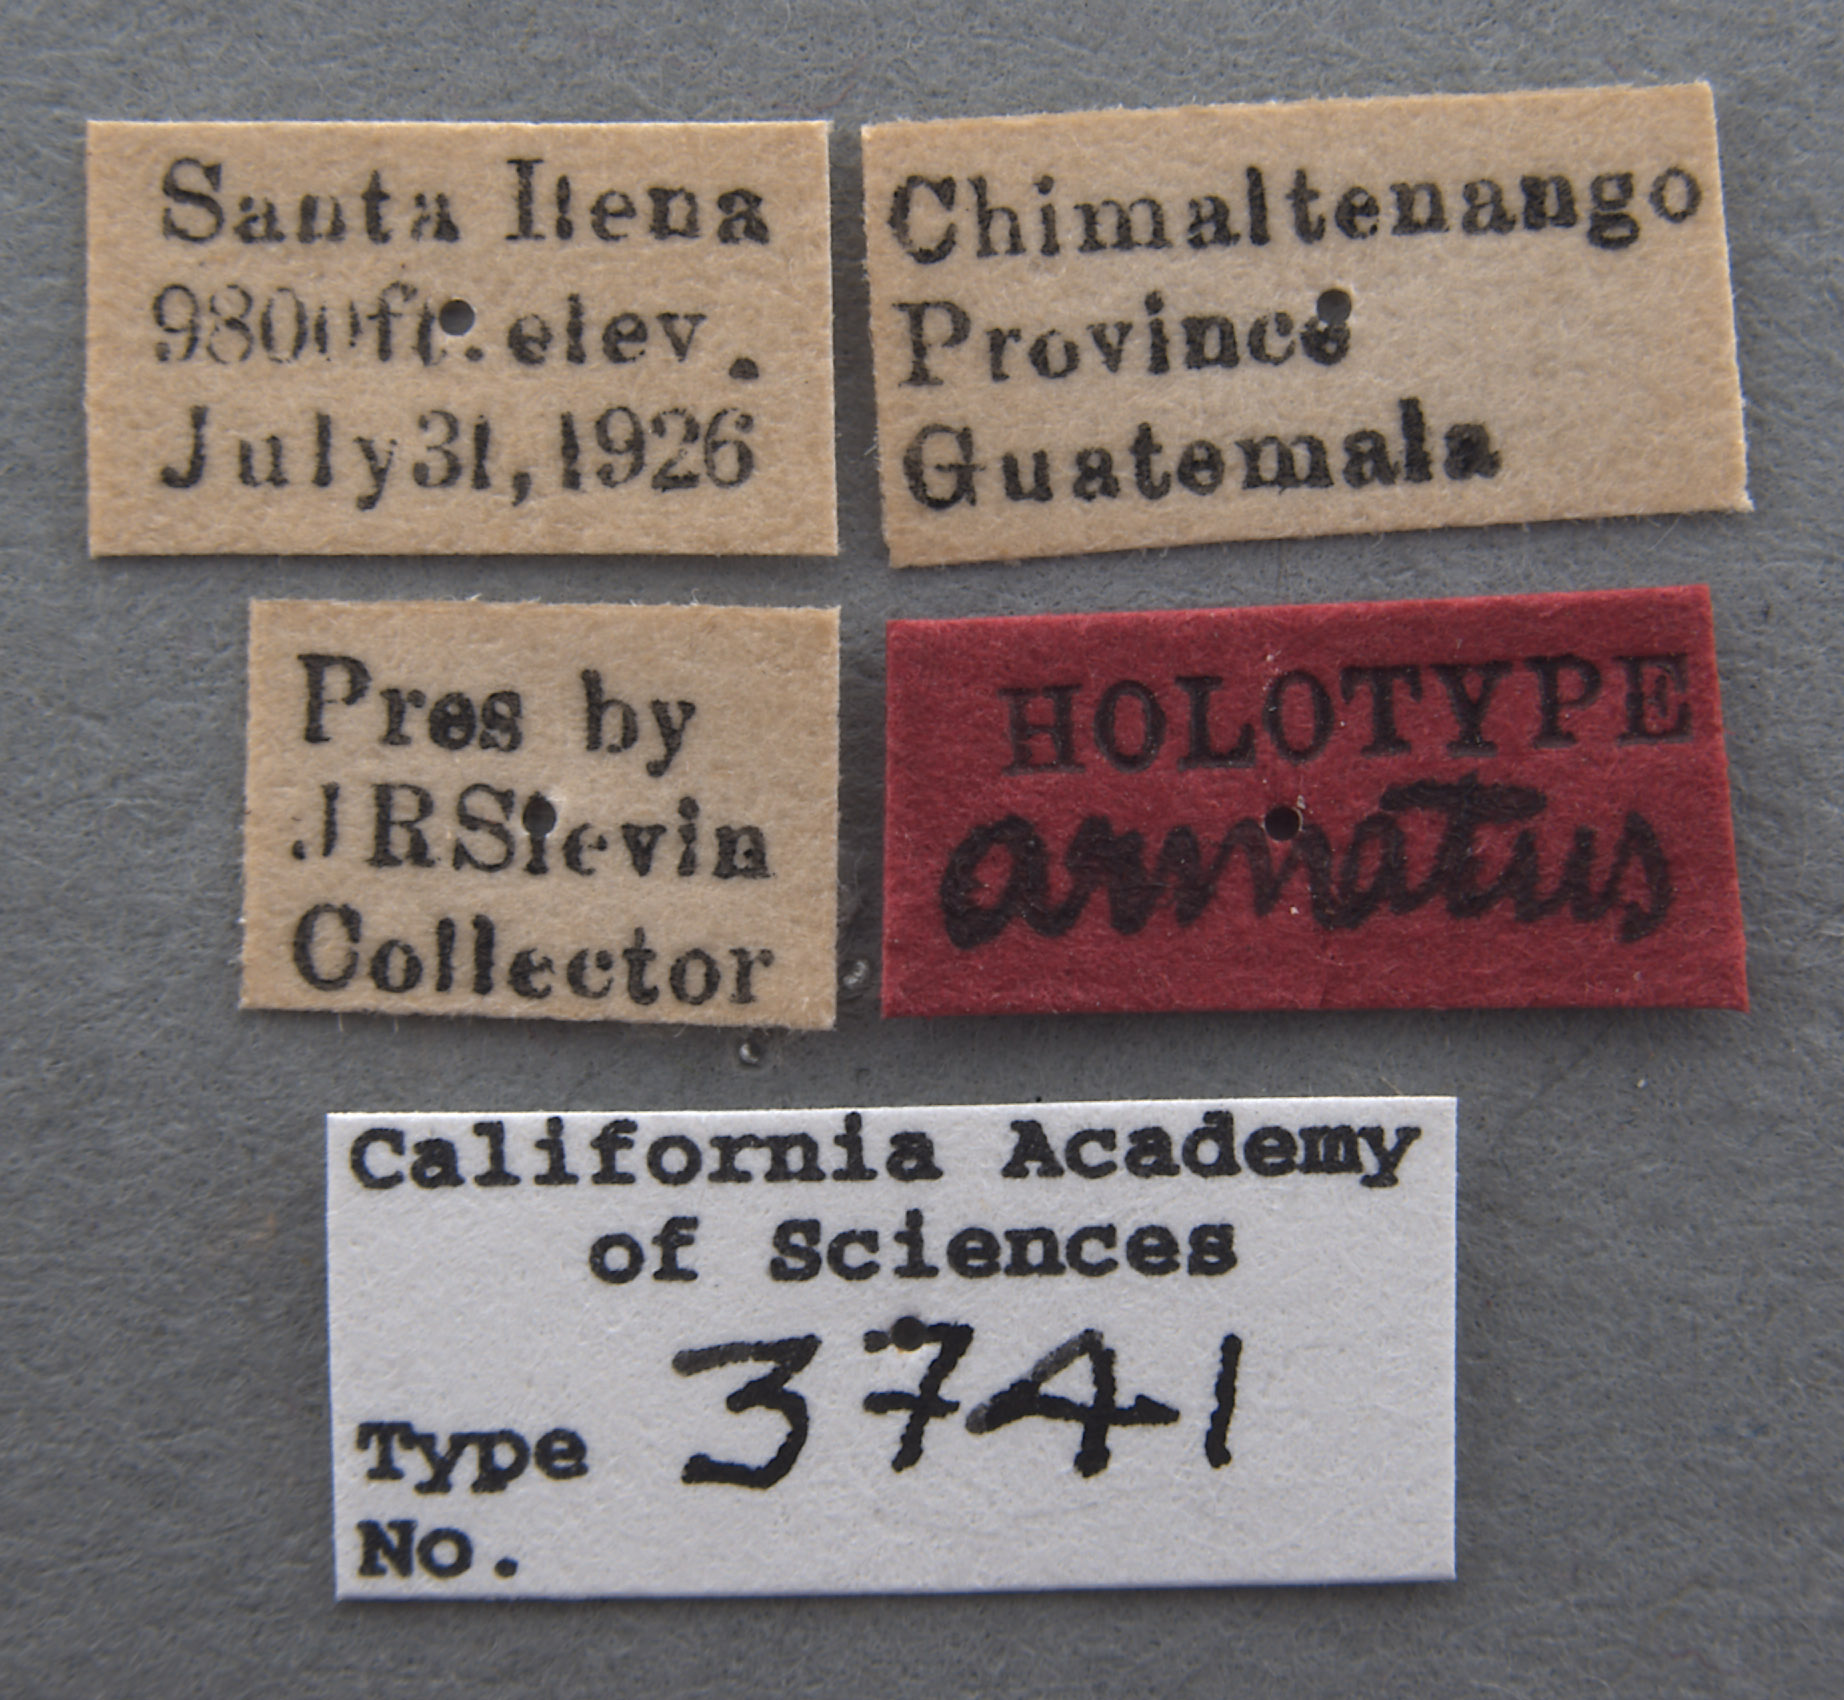 Santa Ilena
9800ft.elev.
July31,1926
Chimaltenango
Province
Guatemala
Pres by
JRSlevin
Collector
HOLOTYPE
armatus
California Academy
of Sciences
3741
Type
No.